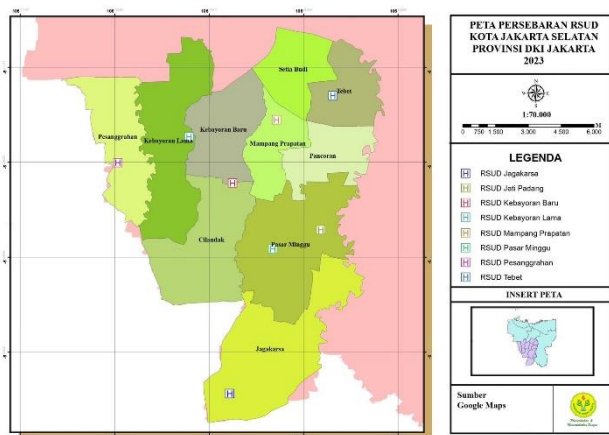 PETA PERSEBARAN RSUD
KOTA JAKARTA SELATAN
PROVINSI DKI JAKARTA
2023
N
1:70.000
0 750 1.500 3.000 4.500 6.000
m
LEGENDA
H RSUD Jagakarsa
H RSUD Jati Padang
H RSUD Kebayoran Baru
H RSUD Kebayoran Lama
H RSUD Mampang Prapatan
H RSUD Pasar Minggu
H RSUD Pesanggrahan
H RSUD Tebet
INSERT PETA
Sumber
Google Maps
Setia Budi
Tebet
Pesanggrahan
Kebayoran Lama
Kebayoran Baru
Mampang Prapatan
Pancoran
Cilandak
Pasar Minggu
Jagakarsa